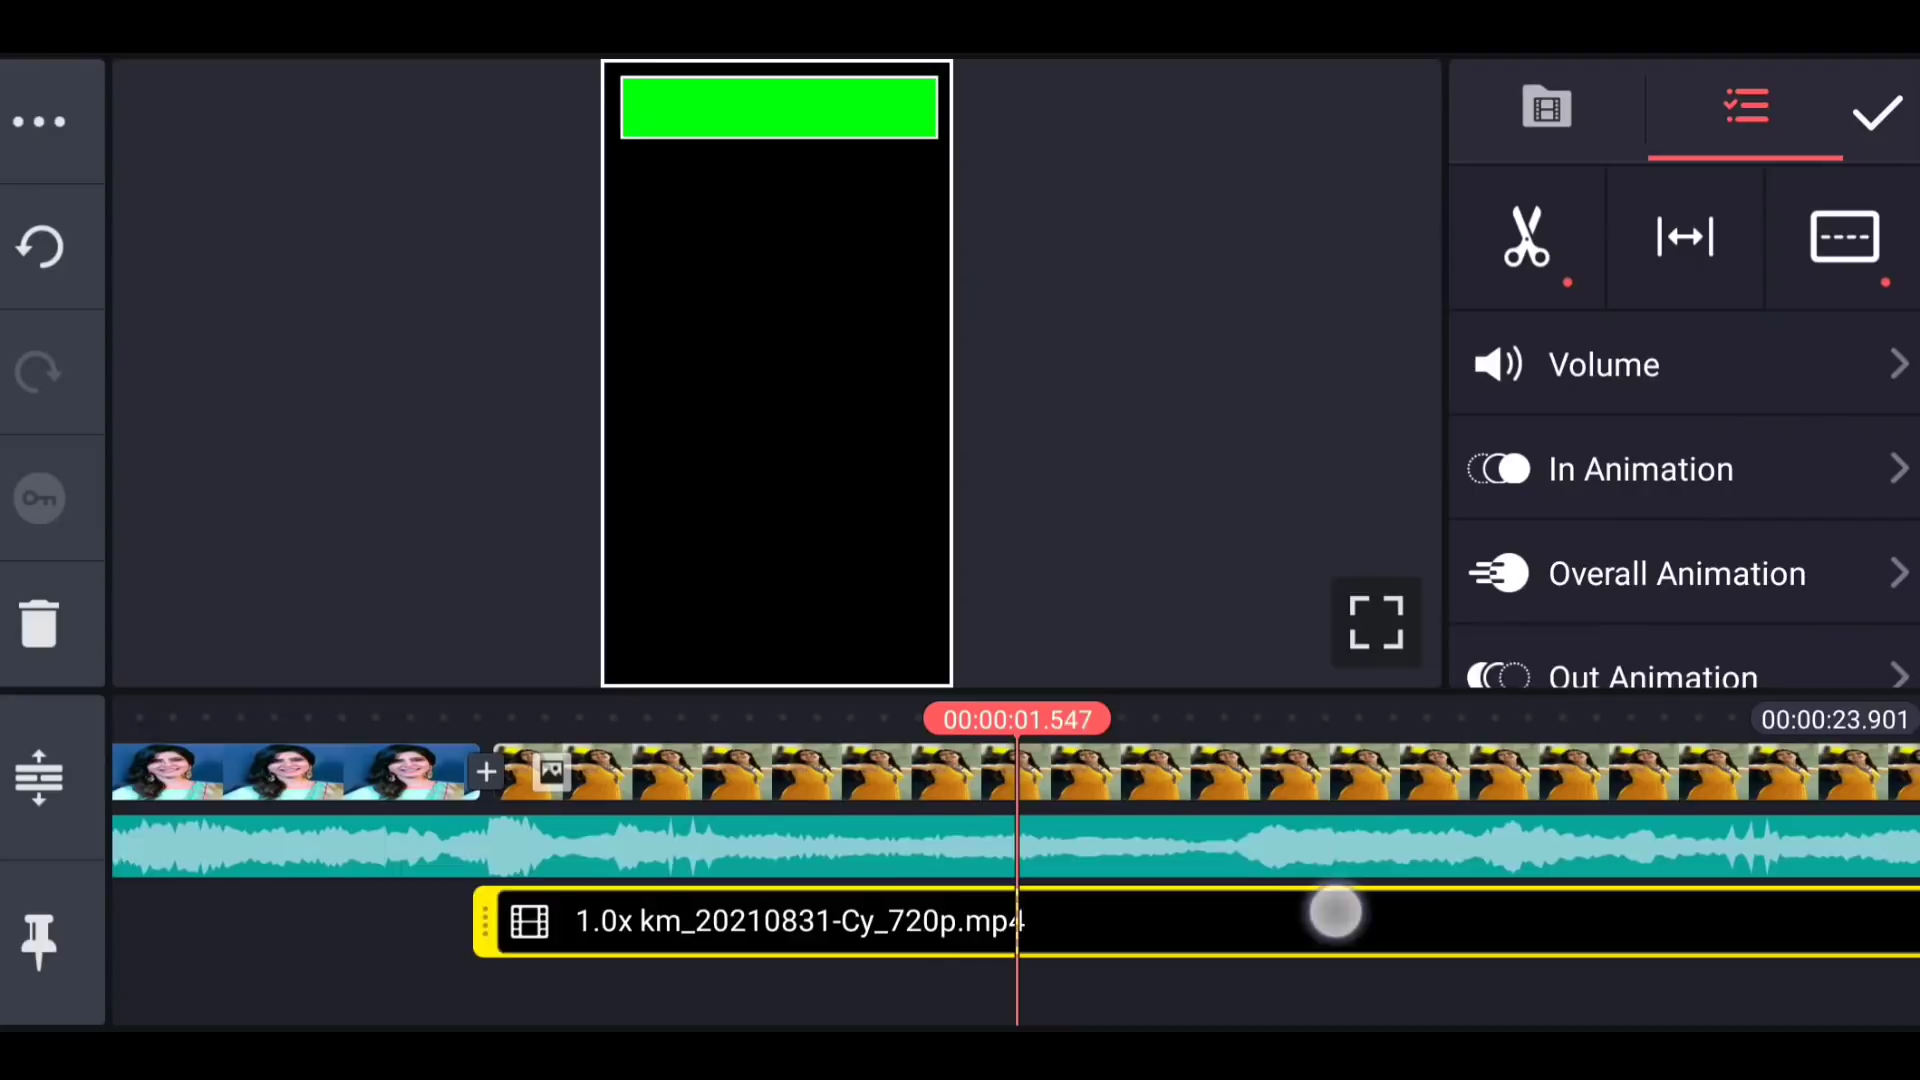 Volume
In Animation
Overall Animation
Out Animation
00:00:01.547
00:00:23.901
1.0x km_20210831-Cy_720p.mp4